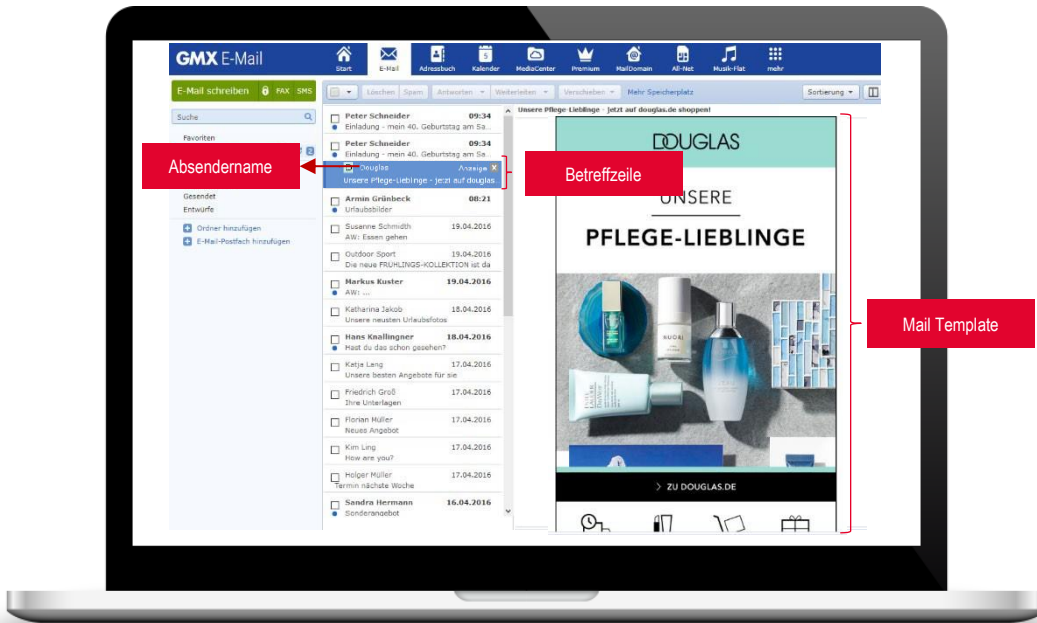 GMX E-Mail
Start E-Mail Adressbuch Kalender MediaCenter Premium MailDomain All-Net Musik-Flat mehr
E-Mail schreiben FAX SMS
Löschen Spam Antworten Weiterleiten Verschieben Mehr Speicherplatz Sortierung
Suche
Favoriten
2
Gesendet
Entwürfe
Ordner hinzufügen
E-Mail-Postfach hinzufügen
Absendername
Peter Schneider 09:34
Einladung - mein 40. Geburtstag am Sa...
Peter Schneider 09:34
Einladung - mein 40. Geburtstag am Sa...
Douglas Anzeige
Unsere Pflege-Lieblinge - jetzt auf douglas...
Armin Grünbeck 08:21
Urlaubsbilder
Susanne Schmidth 19.04.2016
AW: Essen gehen
Outdoor Sport 19.04.2016
Die neue FRÜHLINGS-KOLLEKTION ist da
Markus Kuster 19.04.2016
AW: ...
Katharina Jakob 18.04.2016
Unsere neusten Urlaubsfotos
Hans Knallingner 18.04.2016
Hast du das schon gesehen?
Katja Lang 17.04.2016
Unsere besten Angebote für sie
Friedrich Groß 17.04.2016
Ihre Unterlagen
Florian Müller 17.04.2016
Neues Angebot
Kim Ling 17.04.2016
How are you?
Holger Müller 17.04.2016
Termin nächste Woche
Sandra Hermann 16.04.2016
Sonderangebot
Betreffzeile
Unsere Pflege-Lieblinge - jetzt auf douglas.de shoppen!
DOUGLAS
UNSERE
PFLEGE-LIEBLINGE
NUORI
ESTÉE LAUDER
DayWear
> ZU DOUGLAS.DE
Mail Template